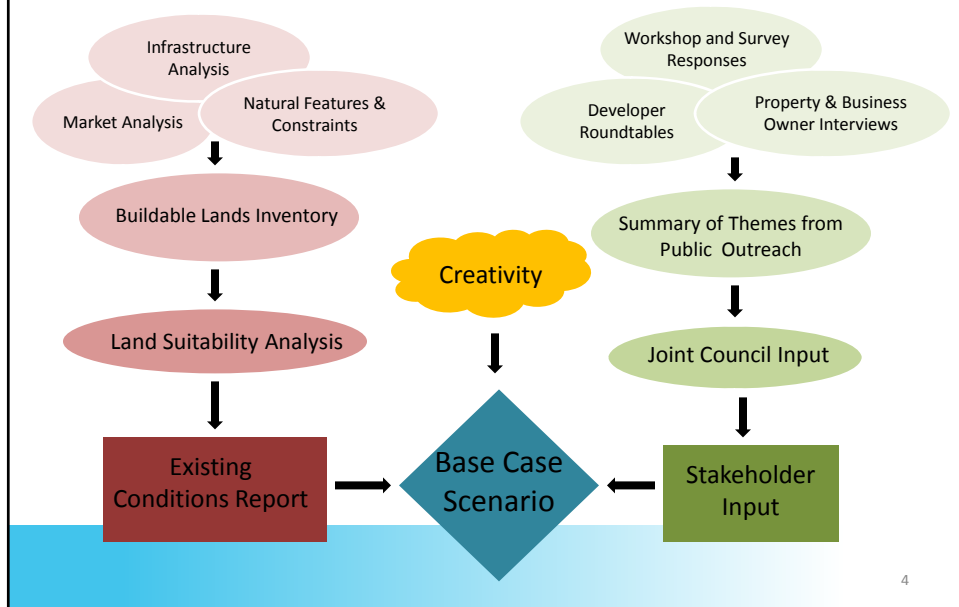 Infrastructure
Analysis
Market Analysis
Natural Features &
Constraints
Buildable Lands Inventory
Land Suitability Analysis
Existing
Conditions Report
Creativity
Base Case
Scenario
Workshop and Survey
Responses
Developer
Roundtables
Property & Business
Owner Interviews
Summary of Themes from
Public Outreach
Joint Council Input
Stakeholder
Input
4